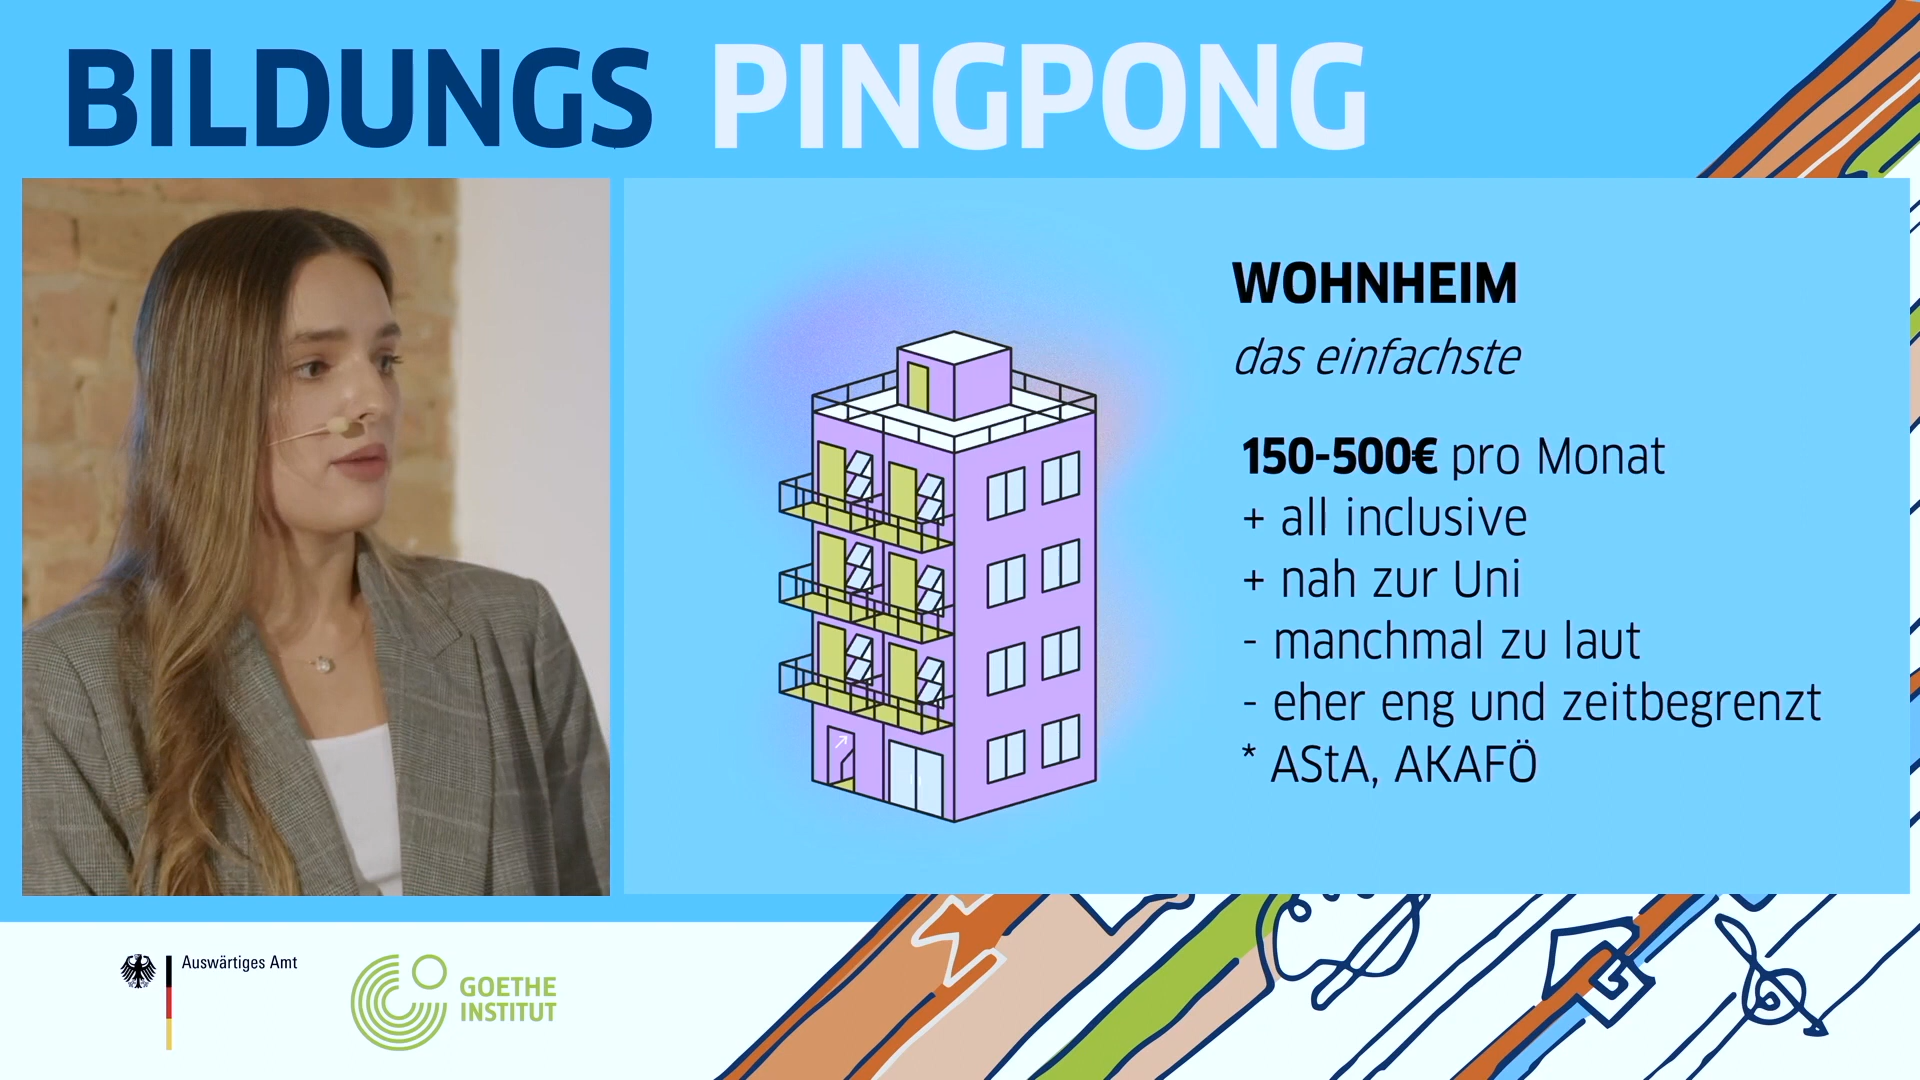 BILDUNGS PINGPONG
WOHNHEIM
das einfachste
150-500€ pro Monat
+ all inclusive
+ nah zur Uni
- manchmal zu laut
- eher eng und zeitbegrenzt
* AStA, AKAFÖ
Auswärtiges Amt
GOETHE
INSTITUT